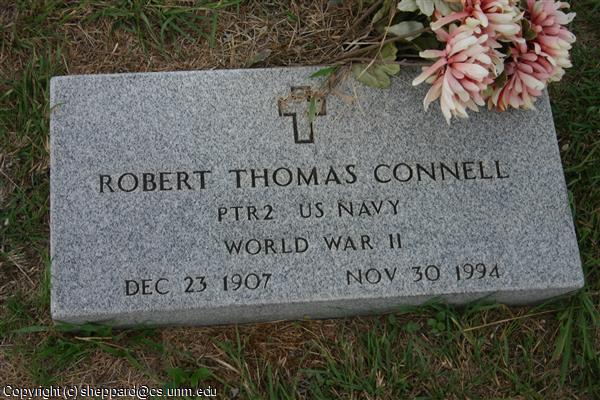 ROBERT THOMAS CONNELL
PTR2 US NAVY
WORLD WAR II
DEC 23 1907 NOV 30 1994
Copyright (c) sheppard@cs.unm.edu